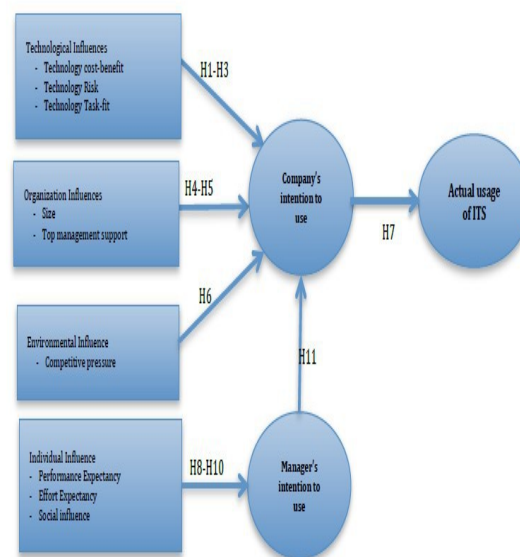 Technological Influences
- Technology cost-benefit
- Technology Risk
- Technology Task-fit
H1-H3
Organization Influences
- Size
- Top management support
H4-H5
Company's
intention to
use
H7
Actual usage
of ITS
Environmental Influence
- Competitive pressure
H6
H11
Individual Influence
- Performance Expectancy
- Effort Expectancy
- Social influence
H8-H10
Manager's
intention to
use